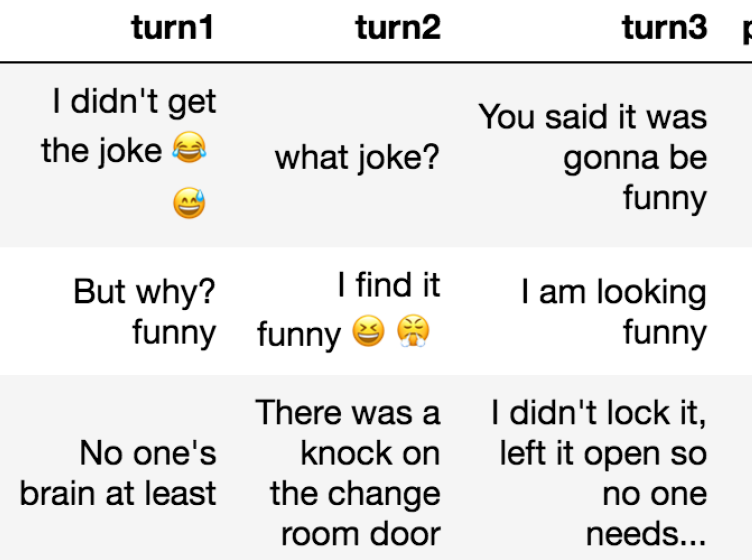 turn1 turn2 turn3
I didn't get
the joke 😂
😅
what joke?
You said it was
gonna be
funny
But why?
funny
I find it
funny 😆 😤
I am looking
funny
No one's
brain at least
There was a
knock on
the change
room door
I didn't lock it,
left it open so
no one
needs...